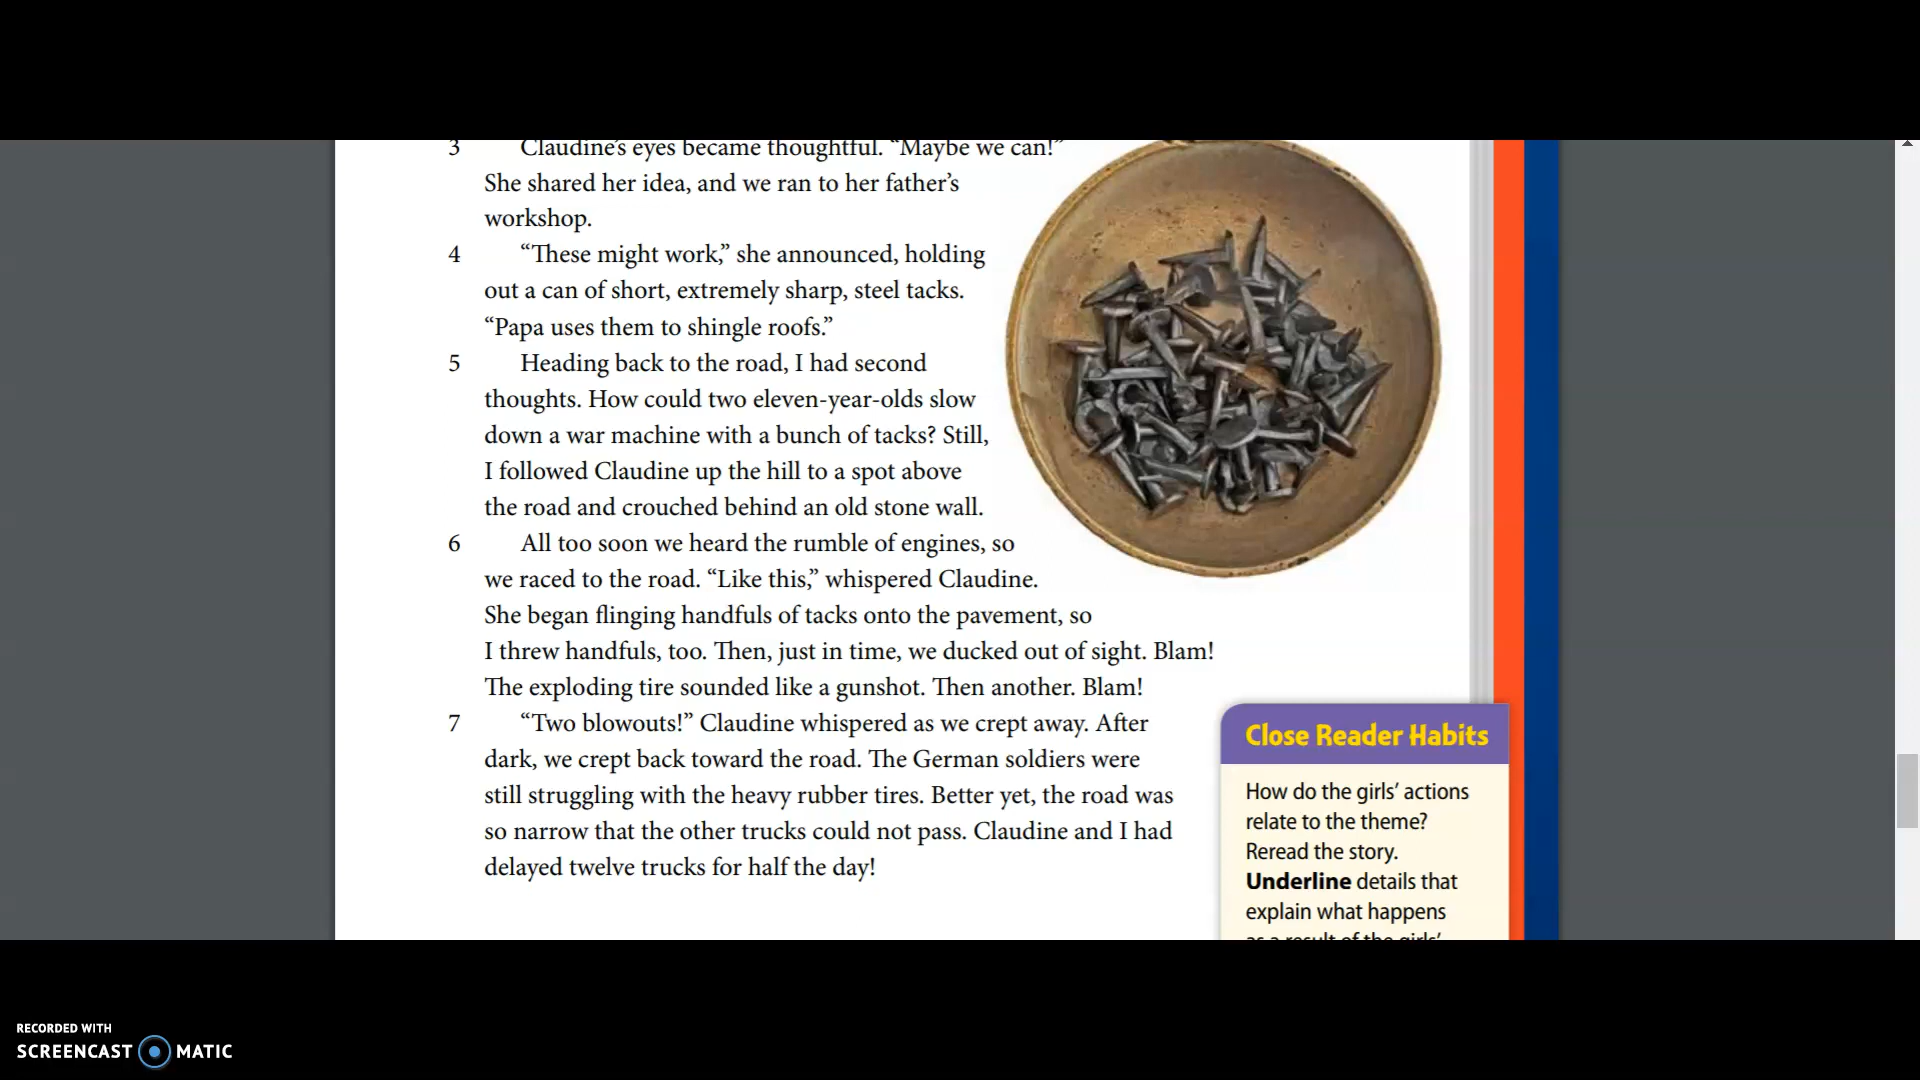 3 Claudine’s eyes became thoughtful. “Maybe we can!”
She shared her idea, and we ran to her father’s
workshop.
4 “These might work,” she announced, holding
out a can of short, extremely sharp, steel tacks.
“Papa uses them to shingle roofs.”
5 Heading back to the road, I had second
thoughts. How could two eleven-year-olds slow
down a war machine with a bunch of tacks? Still,
I followed Claudine up the hill to a spot above
the road and crouched behind an old stone wall.
6 All too soon we heard the rumble of engines, so
we raced to the road. “Like this,” whispered Claudine.
She began flinging handfuls of tacks onto the pavement, so
I threw handfuls, too. Then, just in time, we ducked out of sight. Blam!
The exploding tire sounded like a gunshot. Then another. Blam!
7 “Two blowouts!” Claudine whispered as we crept away. After
dark, we crept back toward the road. The German soldiers were
still struggling with the heavy rubber tires. Better yet, the road was
so narrow that the other trucks could not pass. Claudine and I had
delayed twelve trucks for half the day!
Close Reader Habits
How do the girls’ actions
relate to the theme?
Reread the story.
Underline details that
explain what happens
as a result of the girls’
RECORDED WITH
SCREENCAST MATIC